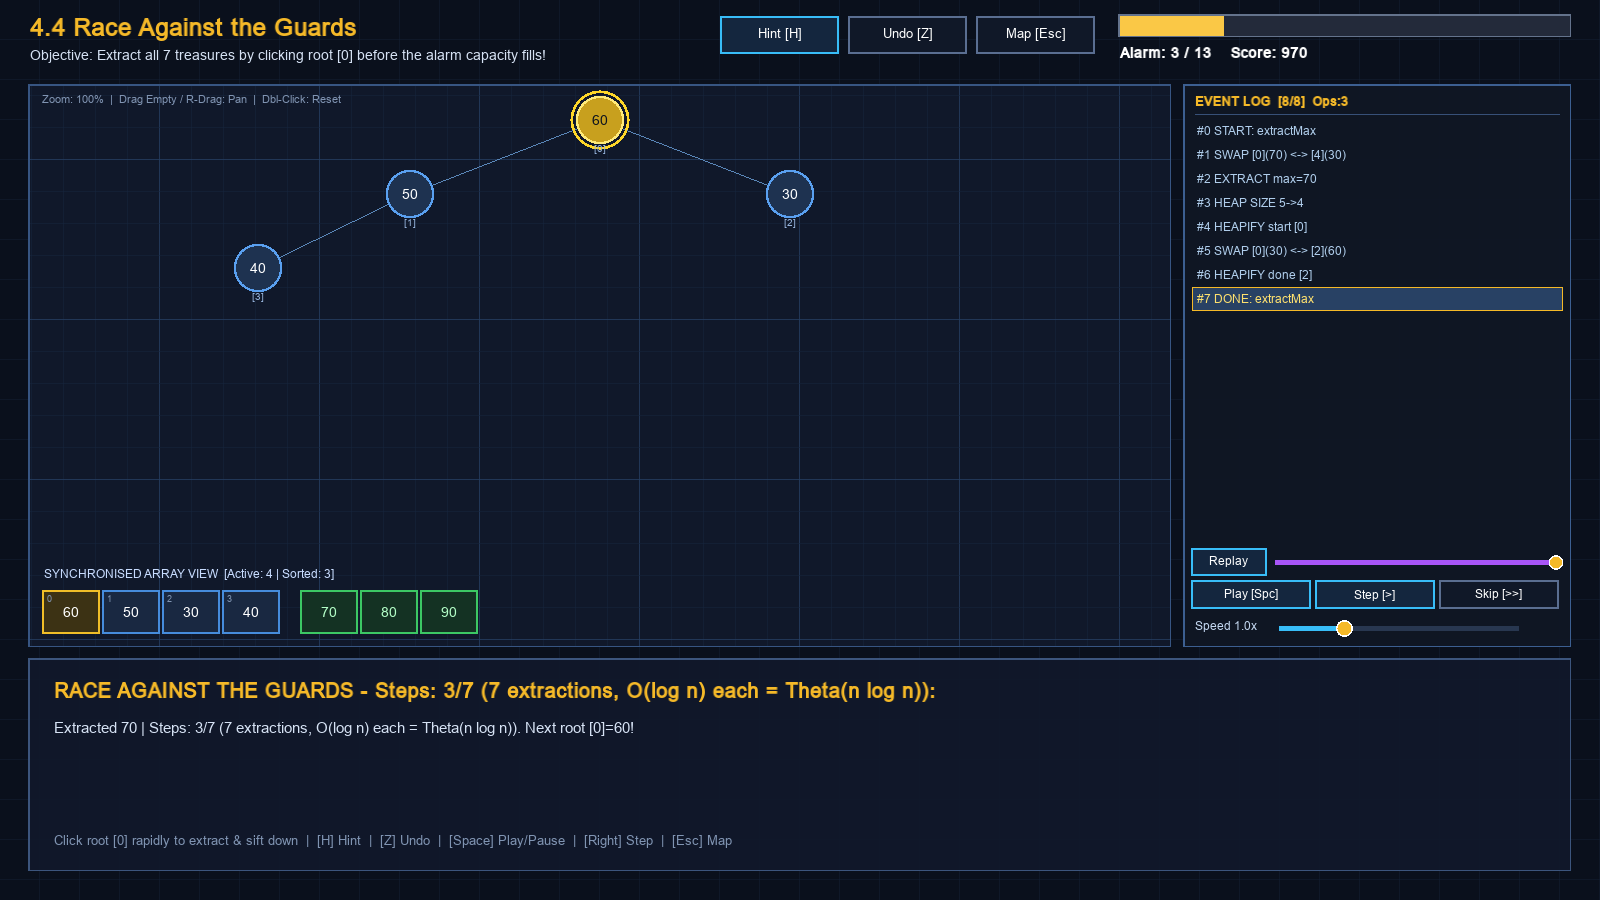 4.4 Race Against the Guards
Objective: Extract all 7 treasures by clicking root [0] before the alarm capacity fills!
Hint [H]
Undo [Z]
Map [Esc]
Alarm: 3 / 13
Score: 970
Zoom: 100%  |  Drag Empty / R-Drag: Pan  |  Dbl-Click: Reset
60
[0]
50
[1]
30
[2]
40
[3]
SYNCHRONISED ARRAY VIEW  [Active: 4 | Sorted: 3]
0
60
1
50
2
30
3
40
70
80
90
EVENT LOG  [8/8]  Ops:3
#0 START: extractMax
#1 SWAP [0](70) <-> [4](30)
#2 EXTRACT max=70
#3 HEAP SIZE 5->4
#4 HEAPIFY start [0]
#5 SWAP [0](30) <-> [2](60)
#6 HEAPIFY done [2]
#7 DONE: extractMax
Replay
Play [Spc]
Step [>]
Skip [>>]
Speed 1.0x
RACE AGAINST THE GUARDS - Steps: 3/7 (7 extractions, O(log n) each = Theta(n log n)):
Extracted 70 | Steps: 3/7 (7 extractions, O(log n) each = Theta(n log n)). Next root [0]=60!
Click root [0] rapidly to extract & sift down  |  [H] Hint  |  [Z] Undo  |  [Space] Play/Pause  |  [Right] Step  |  [Esc] Map